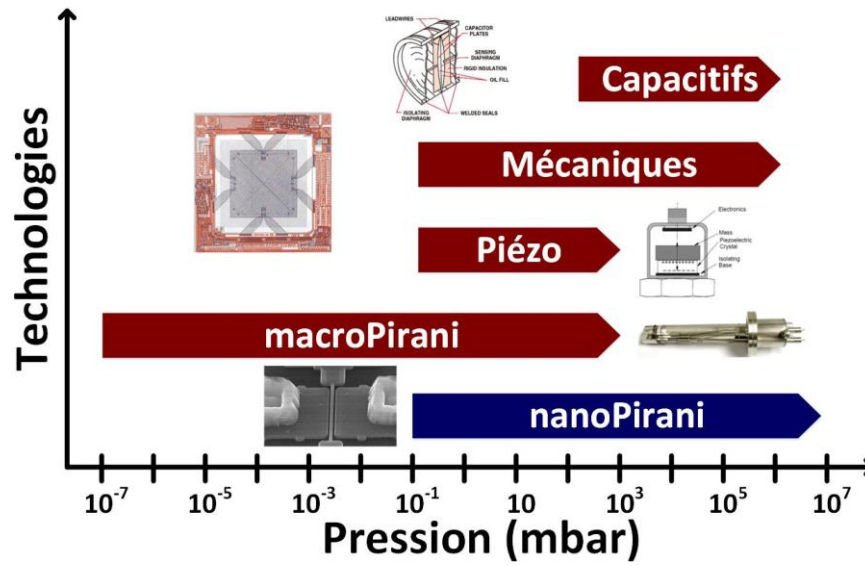 Technologies
LEADWIRES
CAPACITOR
PLATES
SENSING
DIAPHRAGM
RIGID INSULATION
OIL FILL
ISOLATING
DIAPHRAGM
WELDED SEALS
Capacitifs
Mécaniques
Piézo
Electronics
Mass
Piezoelectric
Crystal
Isolating
Base
macroPirani
nanoPirani
10⁻⁷ 10⁻⁵ 10⁻³ 10⁻¹ 10 10³ 10⁵ 10⁷
Pression (mbar)